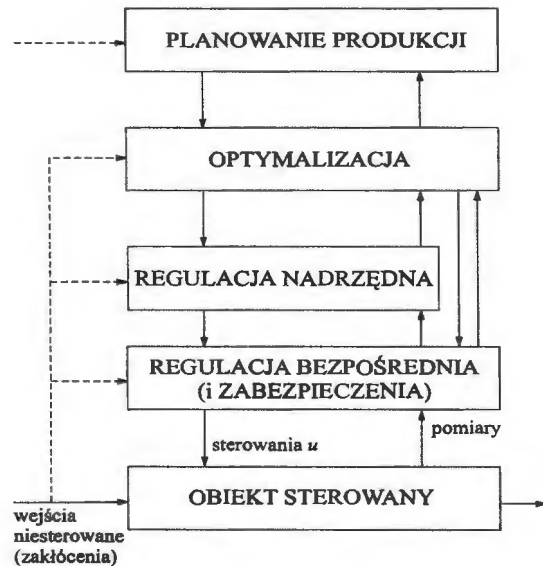 PLANOWANIE PRODUKCJI
OPTYMALIZACJA
REGULACJA NADRZĘDNA
REGULACJA BEZPOŚREDNIA
(i ZABEZPIECZENIA)
sterowania u
pomiary
OBIEKT STEROWANY
wejścia
niesterowane
(zakłócenia)